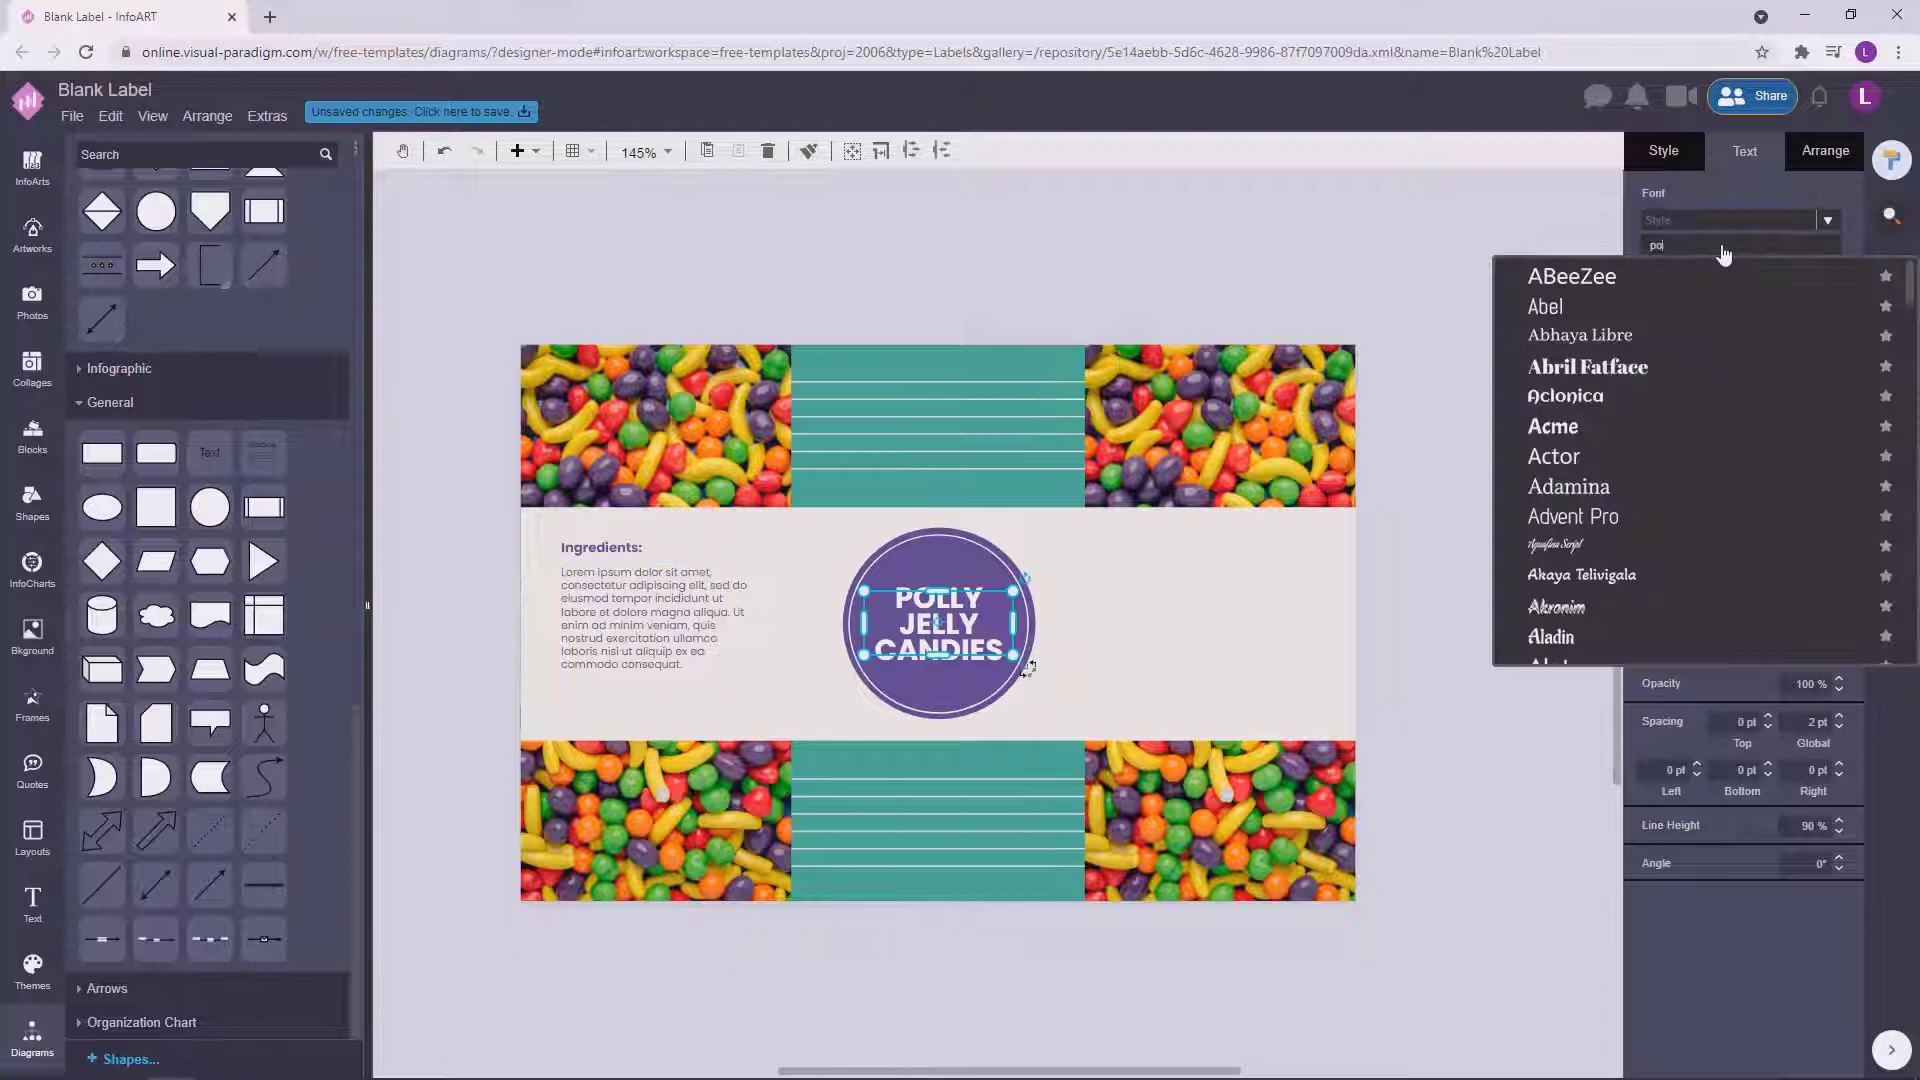 Blank Label - InfoART
online.visual-paradigm.com/w/free-templates/diagrams/?designer-mode#infoart:workspace=free-templates&proj=2006&type=Labels&gallery=/repository/5e14aebb-5d6c-4628-9986-87f7097009da.xml&name=Blank%20Label
L
Blank Label
File Edit View Arrange Extras
Unsaved changes. Click here to save.
Share
L
Search
145%
Style Text Arrange
Font
Style
po
ABeeZee
Abel
Abhaya Libre
Abril Fatface
Aclonica
Acme
Actor
Adamina
Advent Pro
Aguafina Script
Akaya Telivigala
Akronim
Aladin
InfoArts
Artworks
Photos
Collages
Blocks
Shapes
InfoCharts
Bkground
Frames
Quotes
Layouts
Text
Themes
Diagrams
Infographic
General
Text
Arrows
Organization Chart
+ Shapes...
Ingredients:
Lorem ipsum dolor sit amet,
consectetur adipiscing elit, sed do
eiusmod tempor incididunt ut
labore et dolore magna aliqua. Ut
enim ad minim veniam, quis
nostrud exercitation ullamco
laboris nisi ut aliquip ex ea
commodo consequat.
POLLY
JELLY
CANDIES
Opacity 100 %
Spacing 0 pt 2 pt
Top Global
0 pt 0 pt 0 pt
Left Bottom Right
Line Height 90 %
Angle 0°